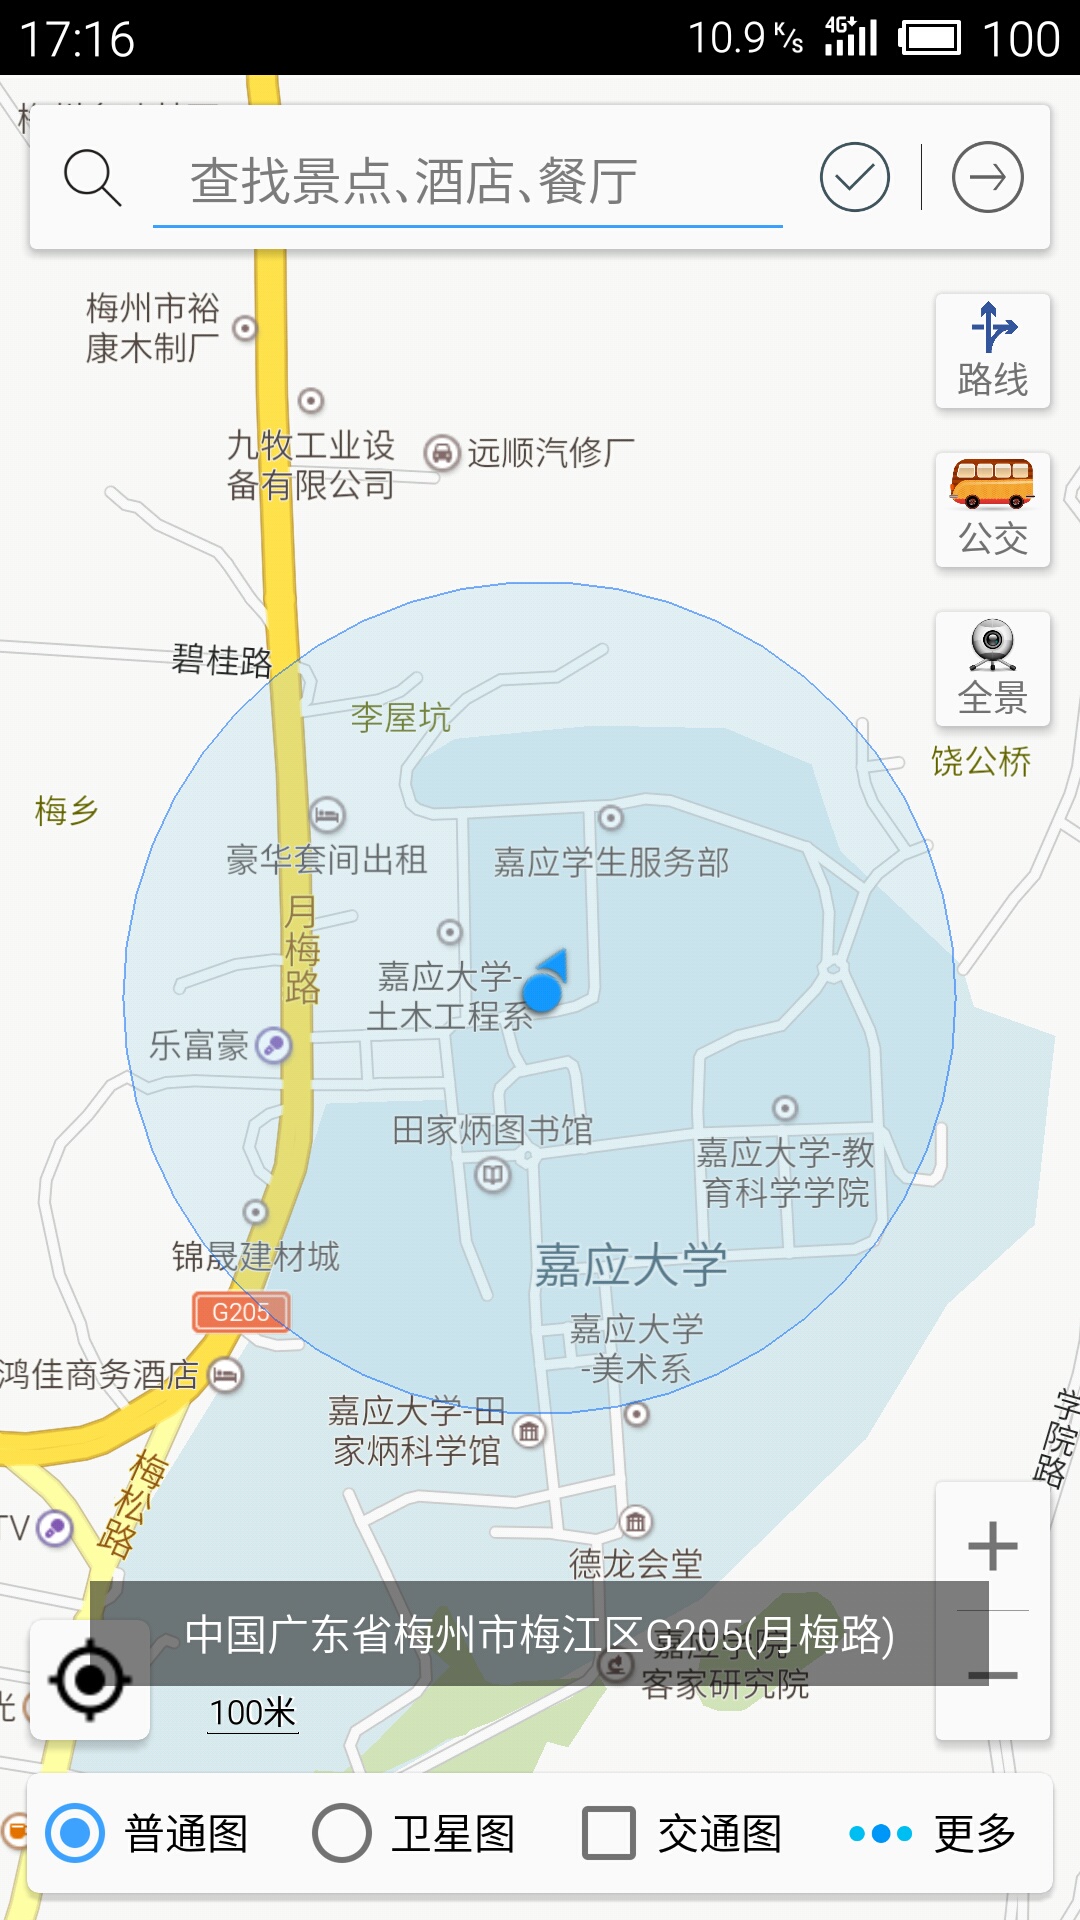 17:16
10.9 K/s
4G
100
查找景点、酒店、餐厅
梅州市裕
康木制厂
路线
九牧工业设
备有限公司
远顺汽修厂
公交
碧桂路
全景
李屋坑
饶公桥
梅乡
豪华套间出租
嘉应学生服务部
月梅路
嘉应大学-
土木工程系
乐富豪
田家炳图书馆
嘉应大学-教
育科学学院
锦晟建材城
嘉应大学
G205
嘉应大学
-美术系
鸿佳商务酒店
嘉应大学-田
家炳科学馆
学院路
梅松路
TV
德龙会堂
中国广东省梅州市梅江区G205(月梅路)
嘉应学院-
客家研究院
光
100米
普通图
卫星图
交通图
更多